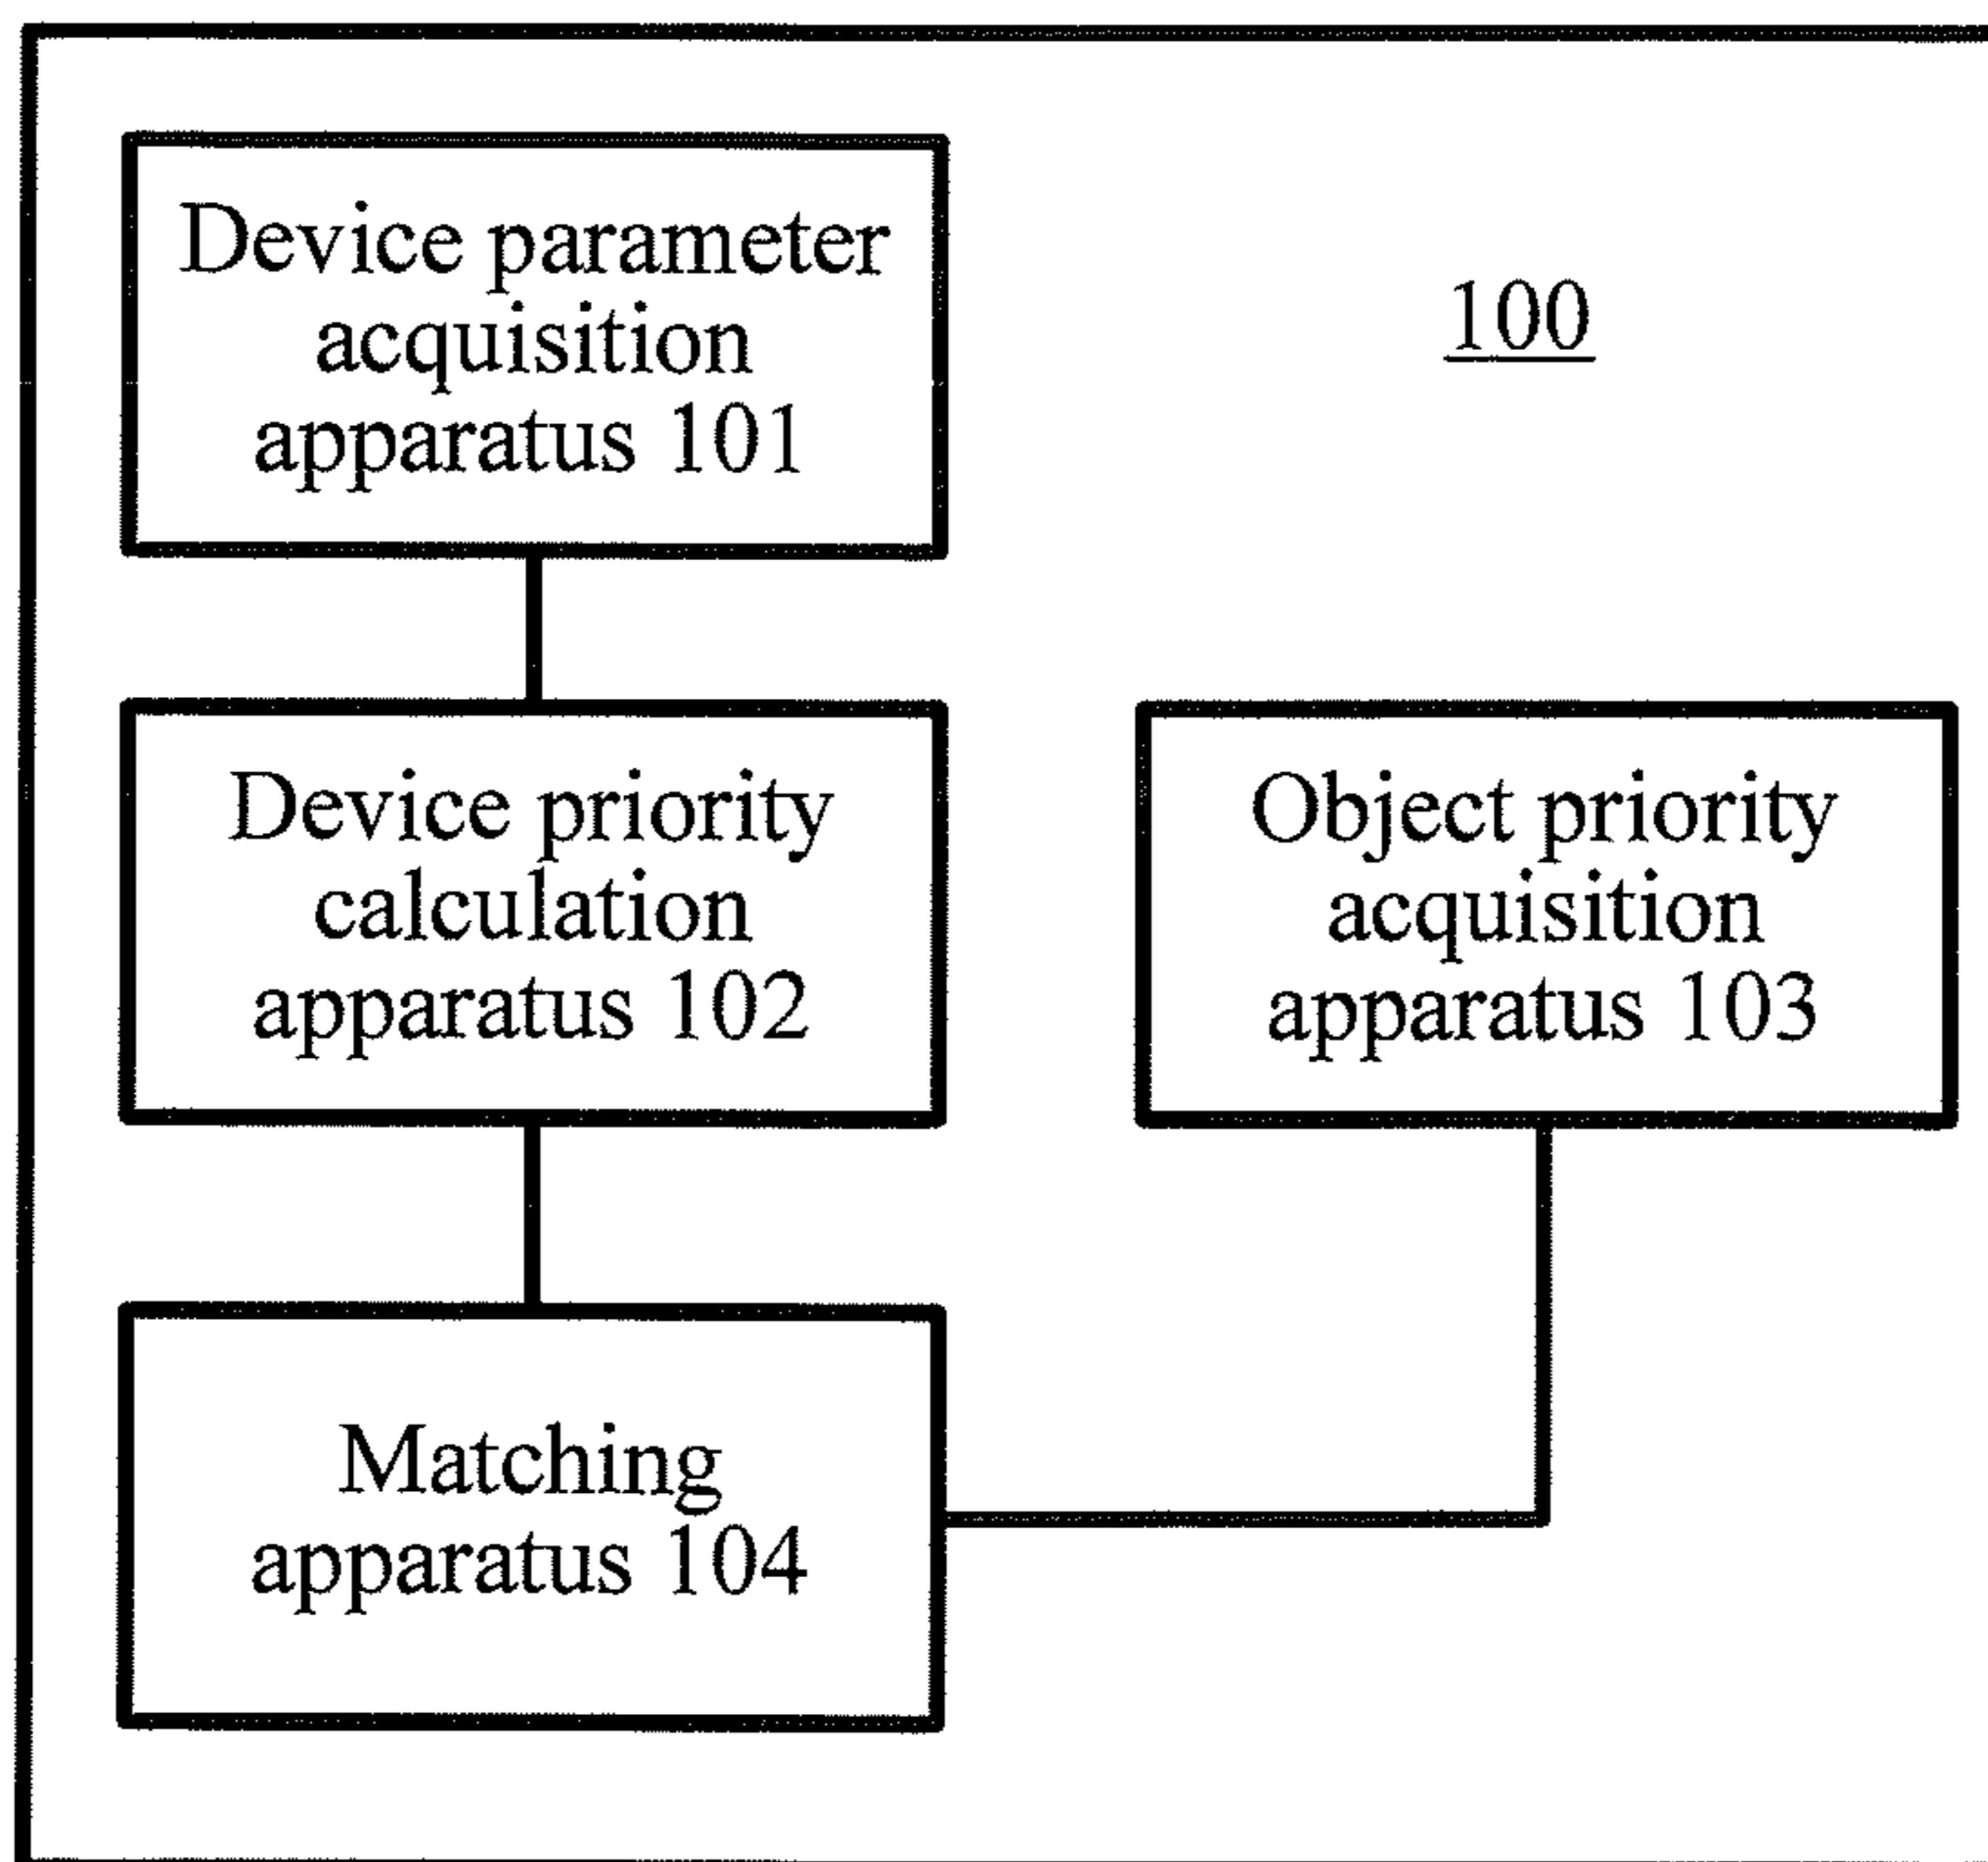 Device parameter
acquisition
apparatus 101
100
Device priority
calculation
apparatus 102
Object priority
acquisition
apparatus 103
Matching
apparatus 104